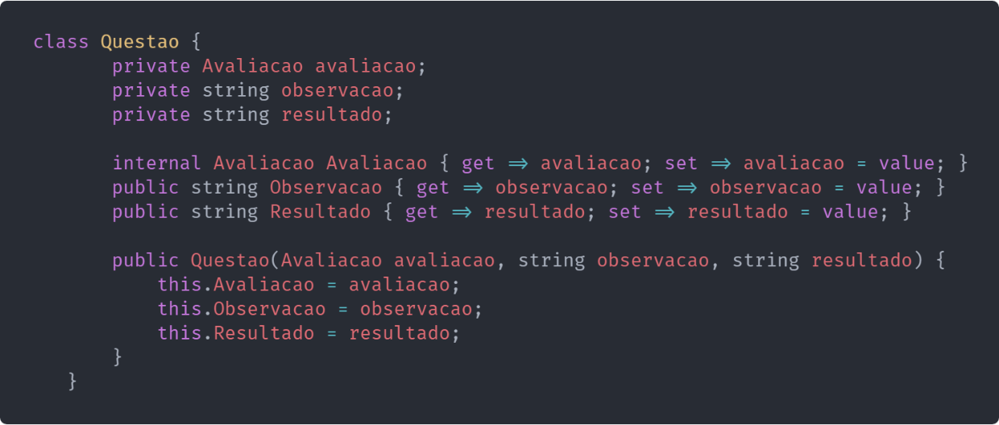 class Questao {
private Avaliacao avaliacao;
private string observacao;
private string resultado;
internal Avaliacao Avaliacao { get => avaliacao; set => avaliacao = value; }
public string Observacao { get => observacao; set => observacao = value; }
public string Resultado { get => resultado; set => resultado = value; }
public Questao(Avaliacao avaliacao, string observacao, string resultado) {
this.Avaliacao = avaliacao;
this.Observacao = observacao;
this.Resultado = resultado;
}
}